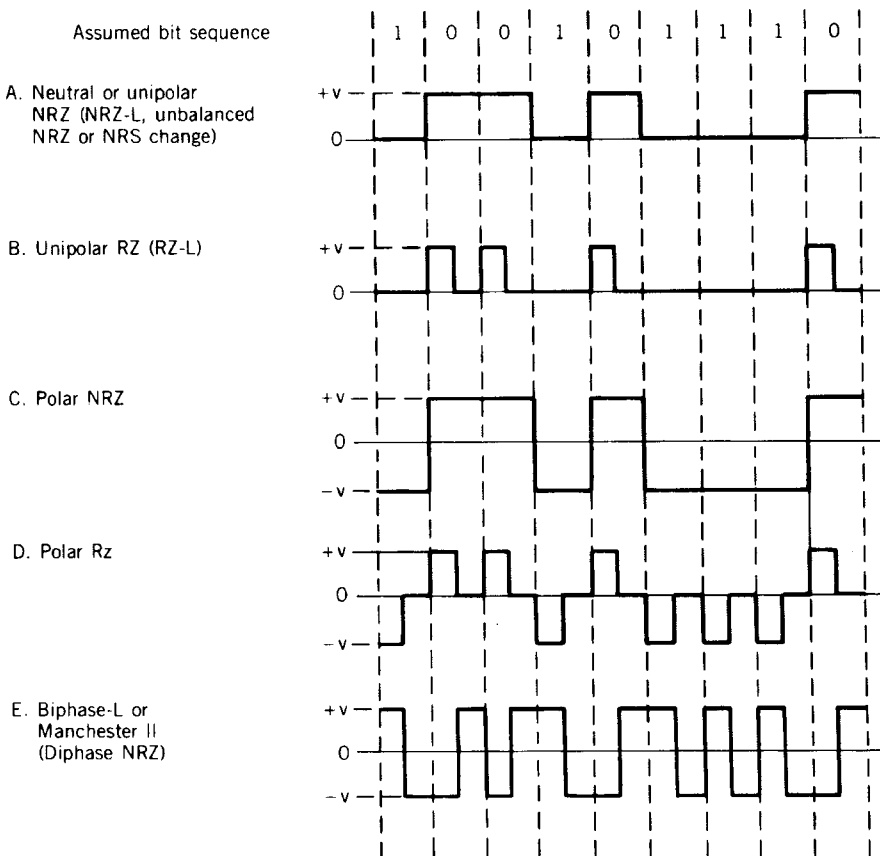 Assumed bit sequence 1 0 0 1 0 1 1 1 0
A. Neutral or unipolar
NRZ (NRZ-L, unbalanced
NRZ or NRS change)
+v
0
B. Unipolar RZ (RZ-L)
+v
0
C. Polar NRZ
+v
0
-v
D. Polar Rz
+v
0
-v
E. Biphase-L or
Manchester II
(Diphase NRZ)
+v
0
-v